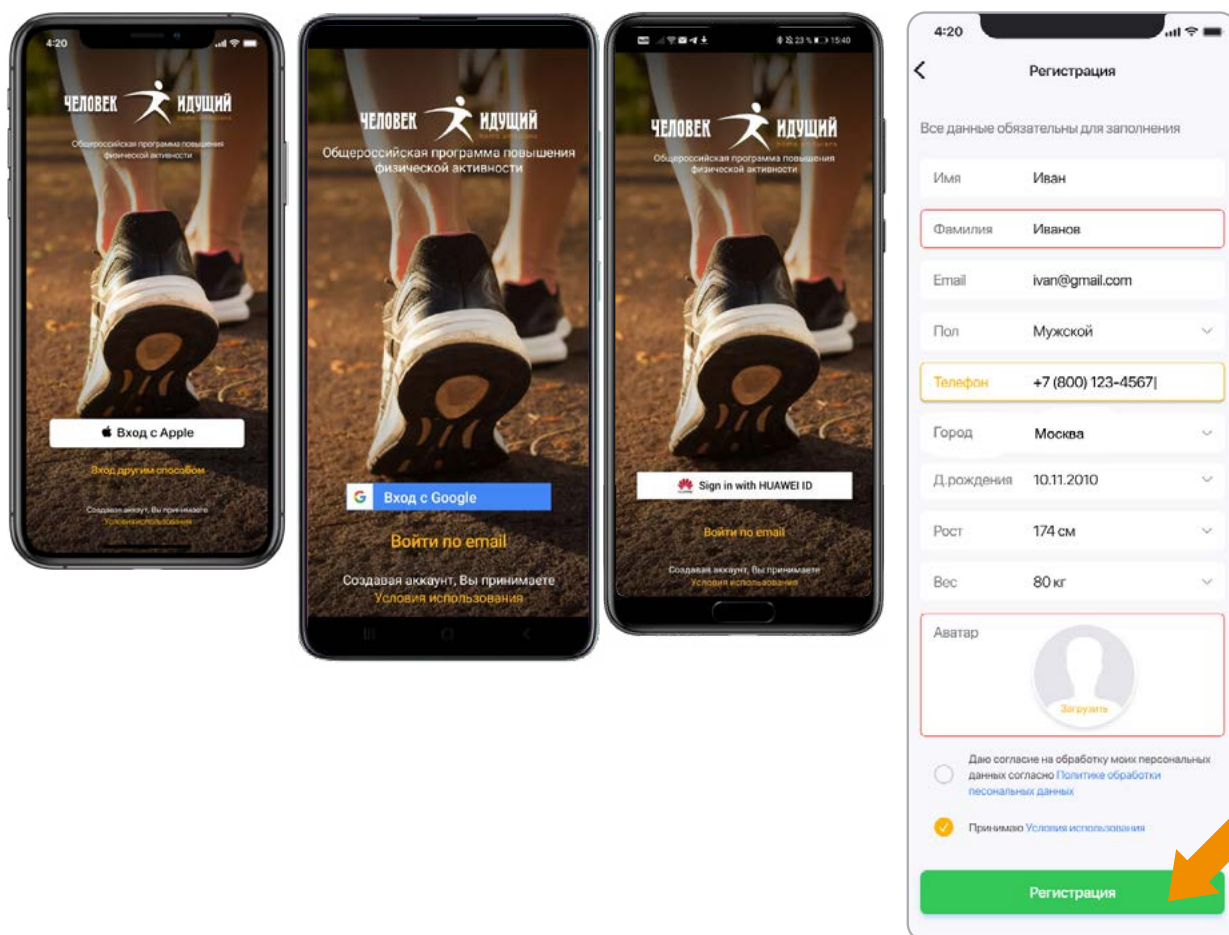 4:20
ЧЕЛОВЕК ИДУЩИЙ
Общероссийская программа повышения
физической активности
Вход с Apple
Вход другим способом
Создавая аккаунт, Вы принимаете
Условия использования
ЧЕЛОВЕК ИДУЩИЙ
Общероссийская программа повышения
физической активности
G Вход с Google
Войти по email
Создавая аккаунт, Вы принимаете
Условия использования
23 % 15:40
ЧЕЛОВЕК ИДУЩИЙ
Общероссийская программа повышения
физической активности
Sign in with HUAWEI ID
Войти по email
Создавая аккаунт, Вы принимаете
Условия использования
4:20
Регистрация
Все данные обязательны для заполнения
Имя Иван
Фамилия Иванов
Email ivan@gmail.com
Пол Мужской
Телефон +7 (800) 123-4567
Город Москва
Д.рождения 10.11.2010
Рост 174 см
Вес 80 кг
Аватар
Загрузить
Даю согласие на обработку моих персональных
данных согласно Политике обработки
песональных данных
Принимаю Условия использования
Регистрация